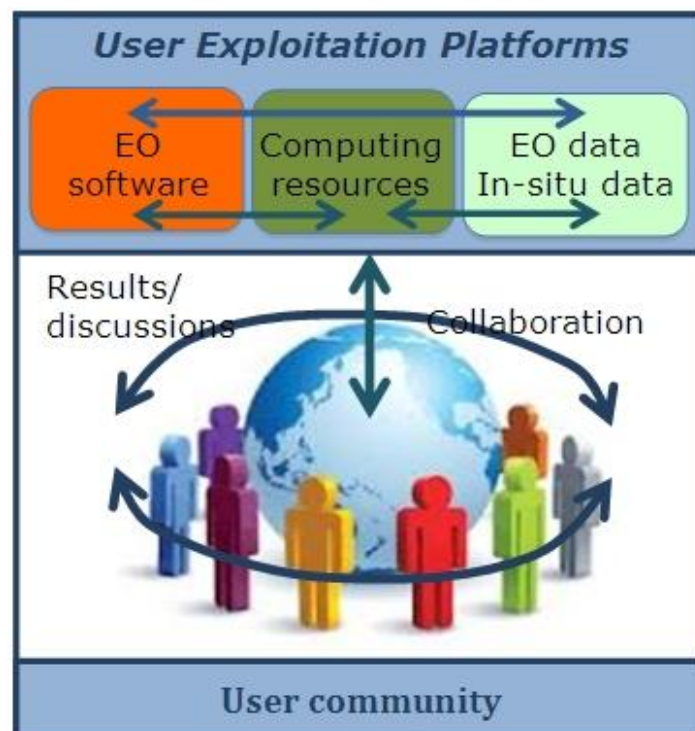 User Exploitation Platforms
EO
software
Computing
resources
EO data
In-situ data
Results/
discussions
Collaboration
User community